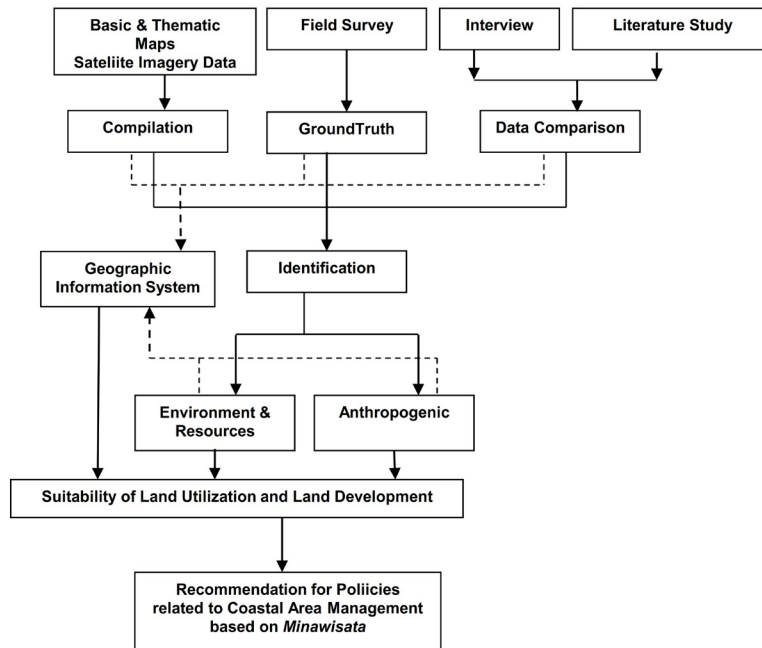 Basic & Thematic
Maps
Sateliite Imagery Data
Field Survey
Interview
Literature Study
Compilation
GroundTruth
Data Comparison
Geographic
Information System
Identification
Environment &
Resources
Anthropogenic
Suitability of Land Utilization and Land Development
Recommendation for Poliicies
related to Coastal Area Management
based on Minawisata